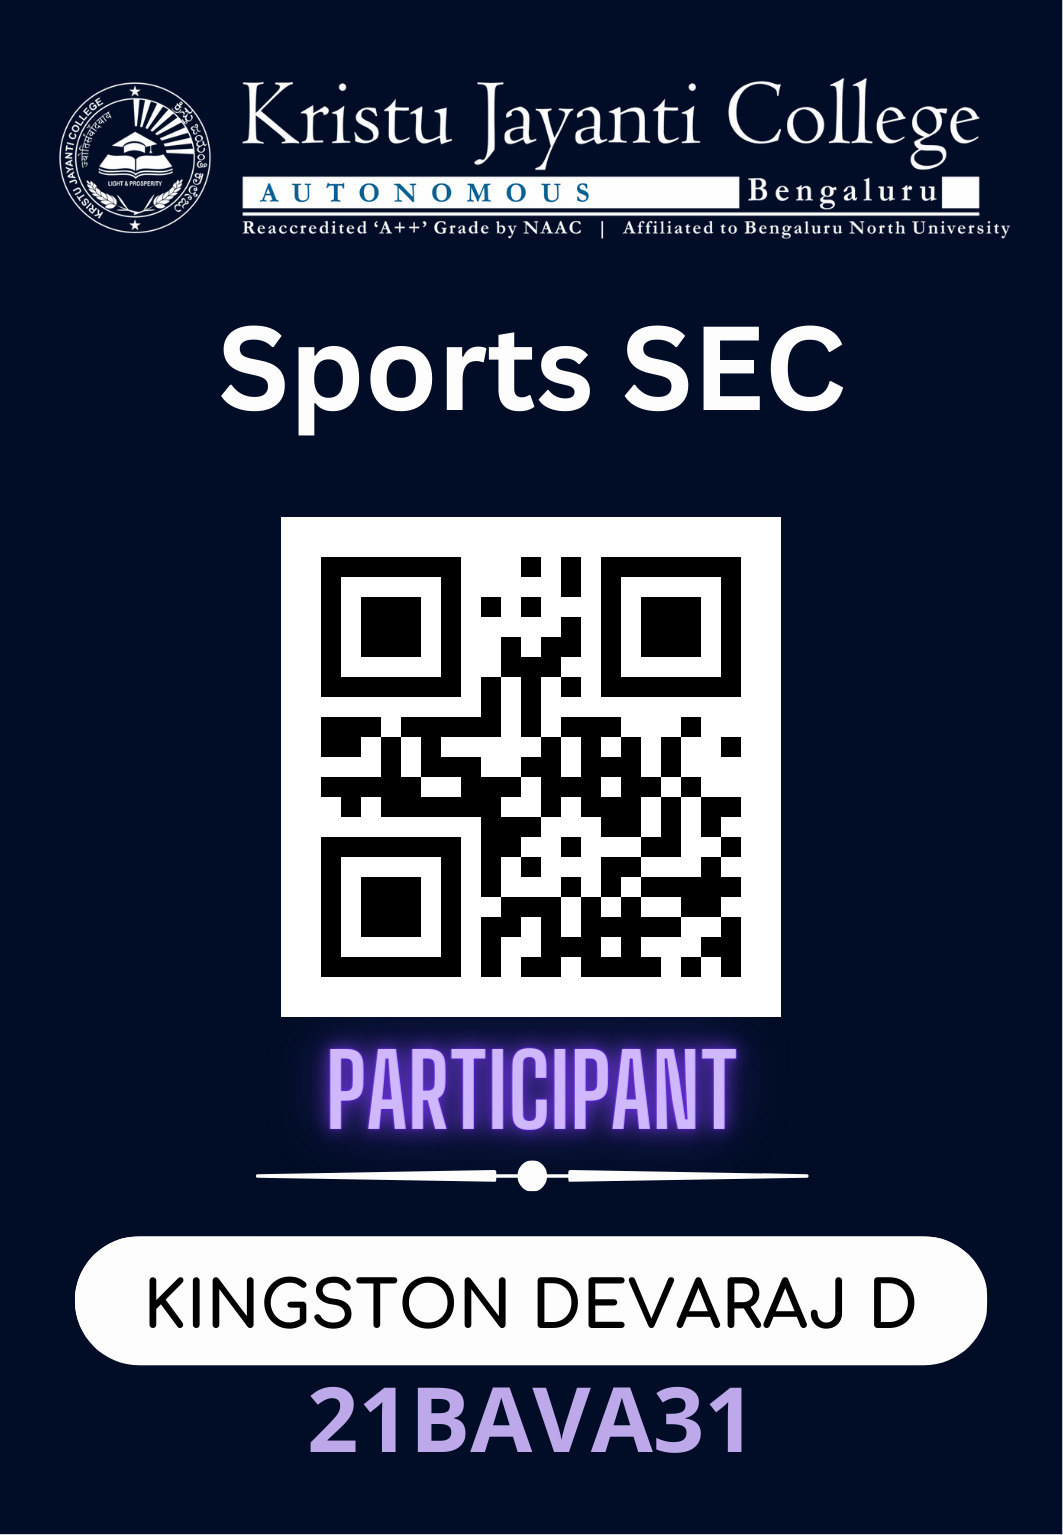 KRISTU JAYANTI COLLEGE
ಕ್ರಿಸ್ತು ಜಯಂತಿ ಕಾಲೇಜು
LIGHT & PROSPERITY
Kristu Jayanti College
AUTONOMOUS Bengaluru
Reaccredited ‘A++’ Grade by NAAC | Affiliated to Bengaluru North University
Sports SEC
PARTICIPANT
KINGSTON DEVARAJ D
21BAVA31